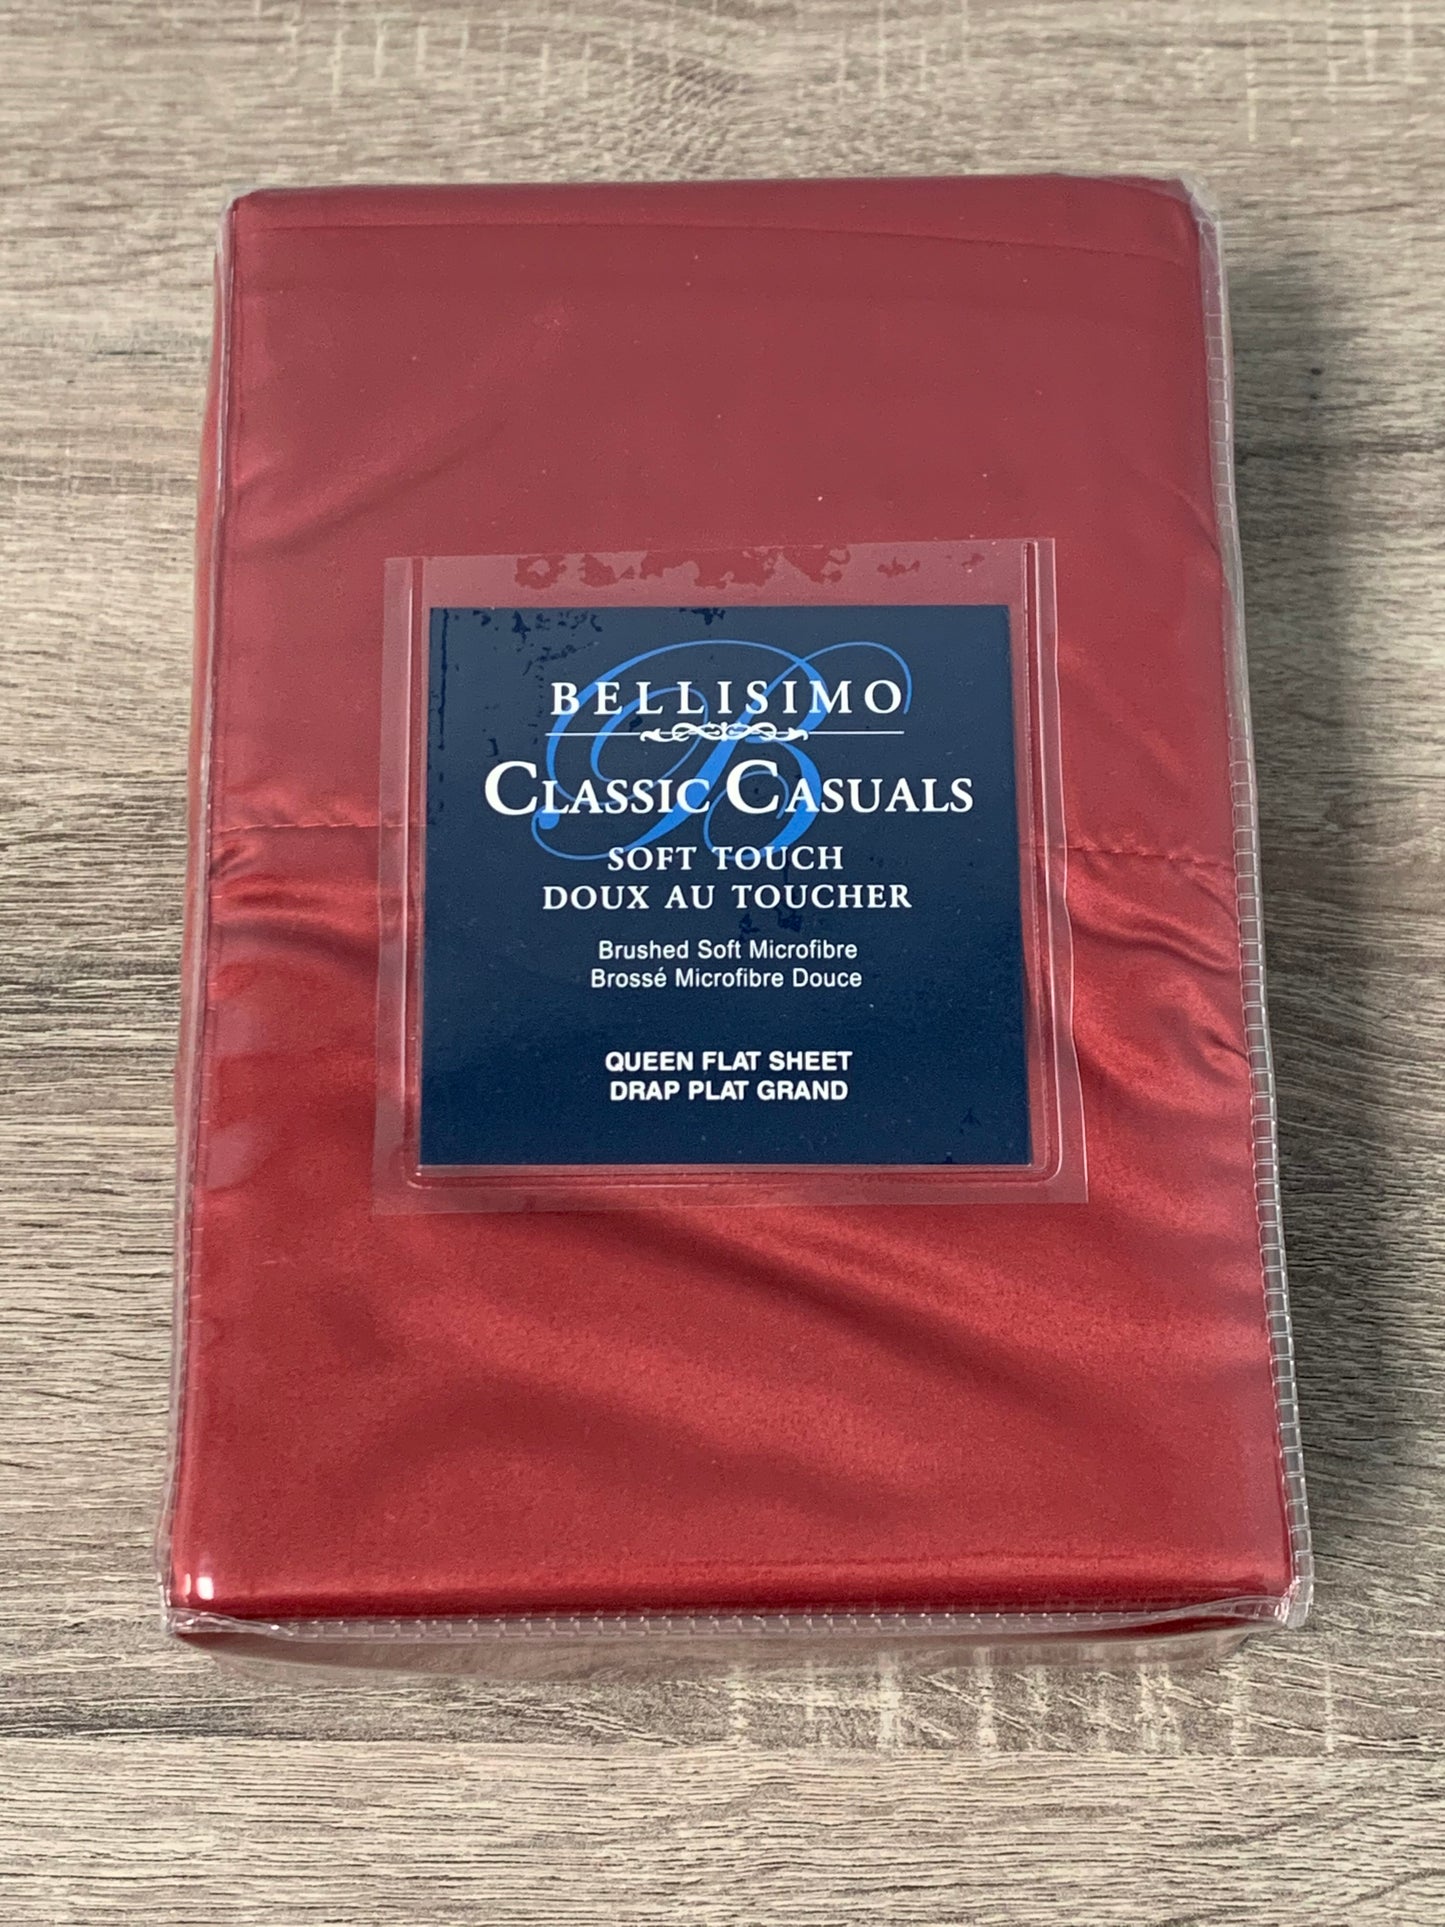 BELLISIMO
CLASSIC CASUALS
SOFT TOUCH
DOUX AU TOUCHER
Brushed Soft Microfibre
Brossé Microfibre Douce
QUEEN FLAT SHEET
DRAP PLAT GRAND